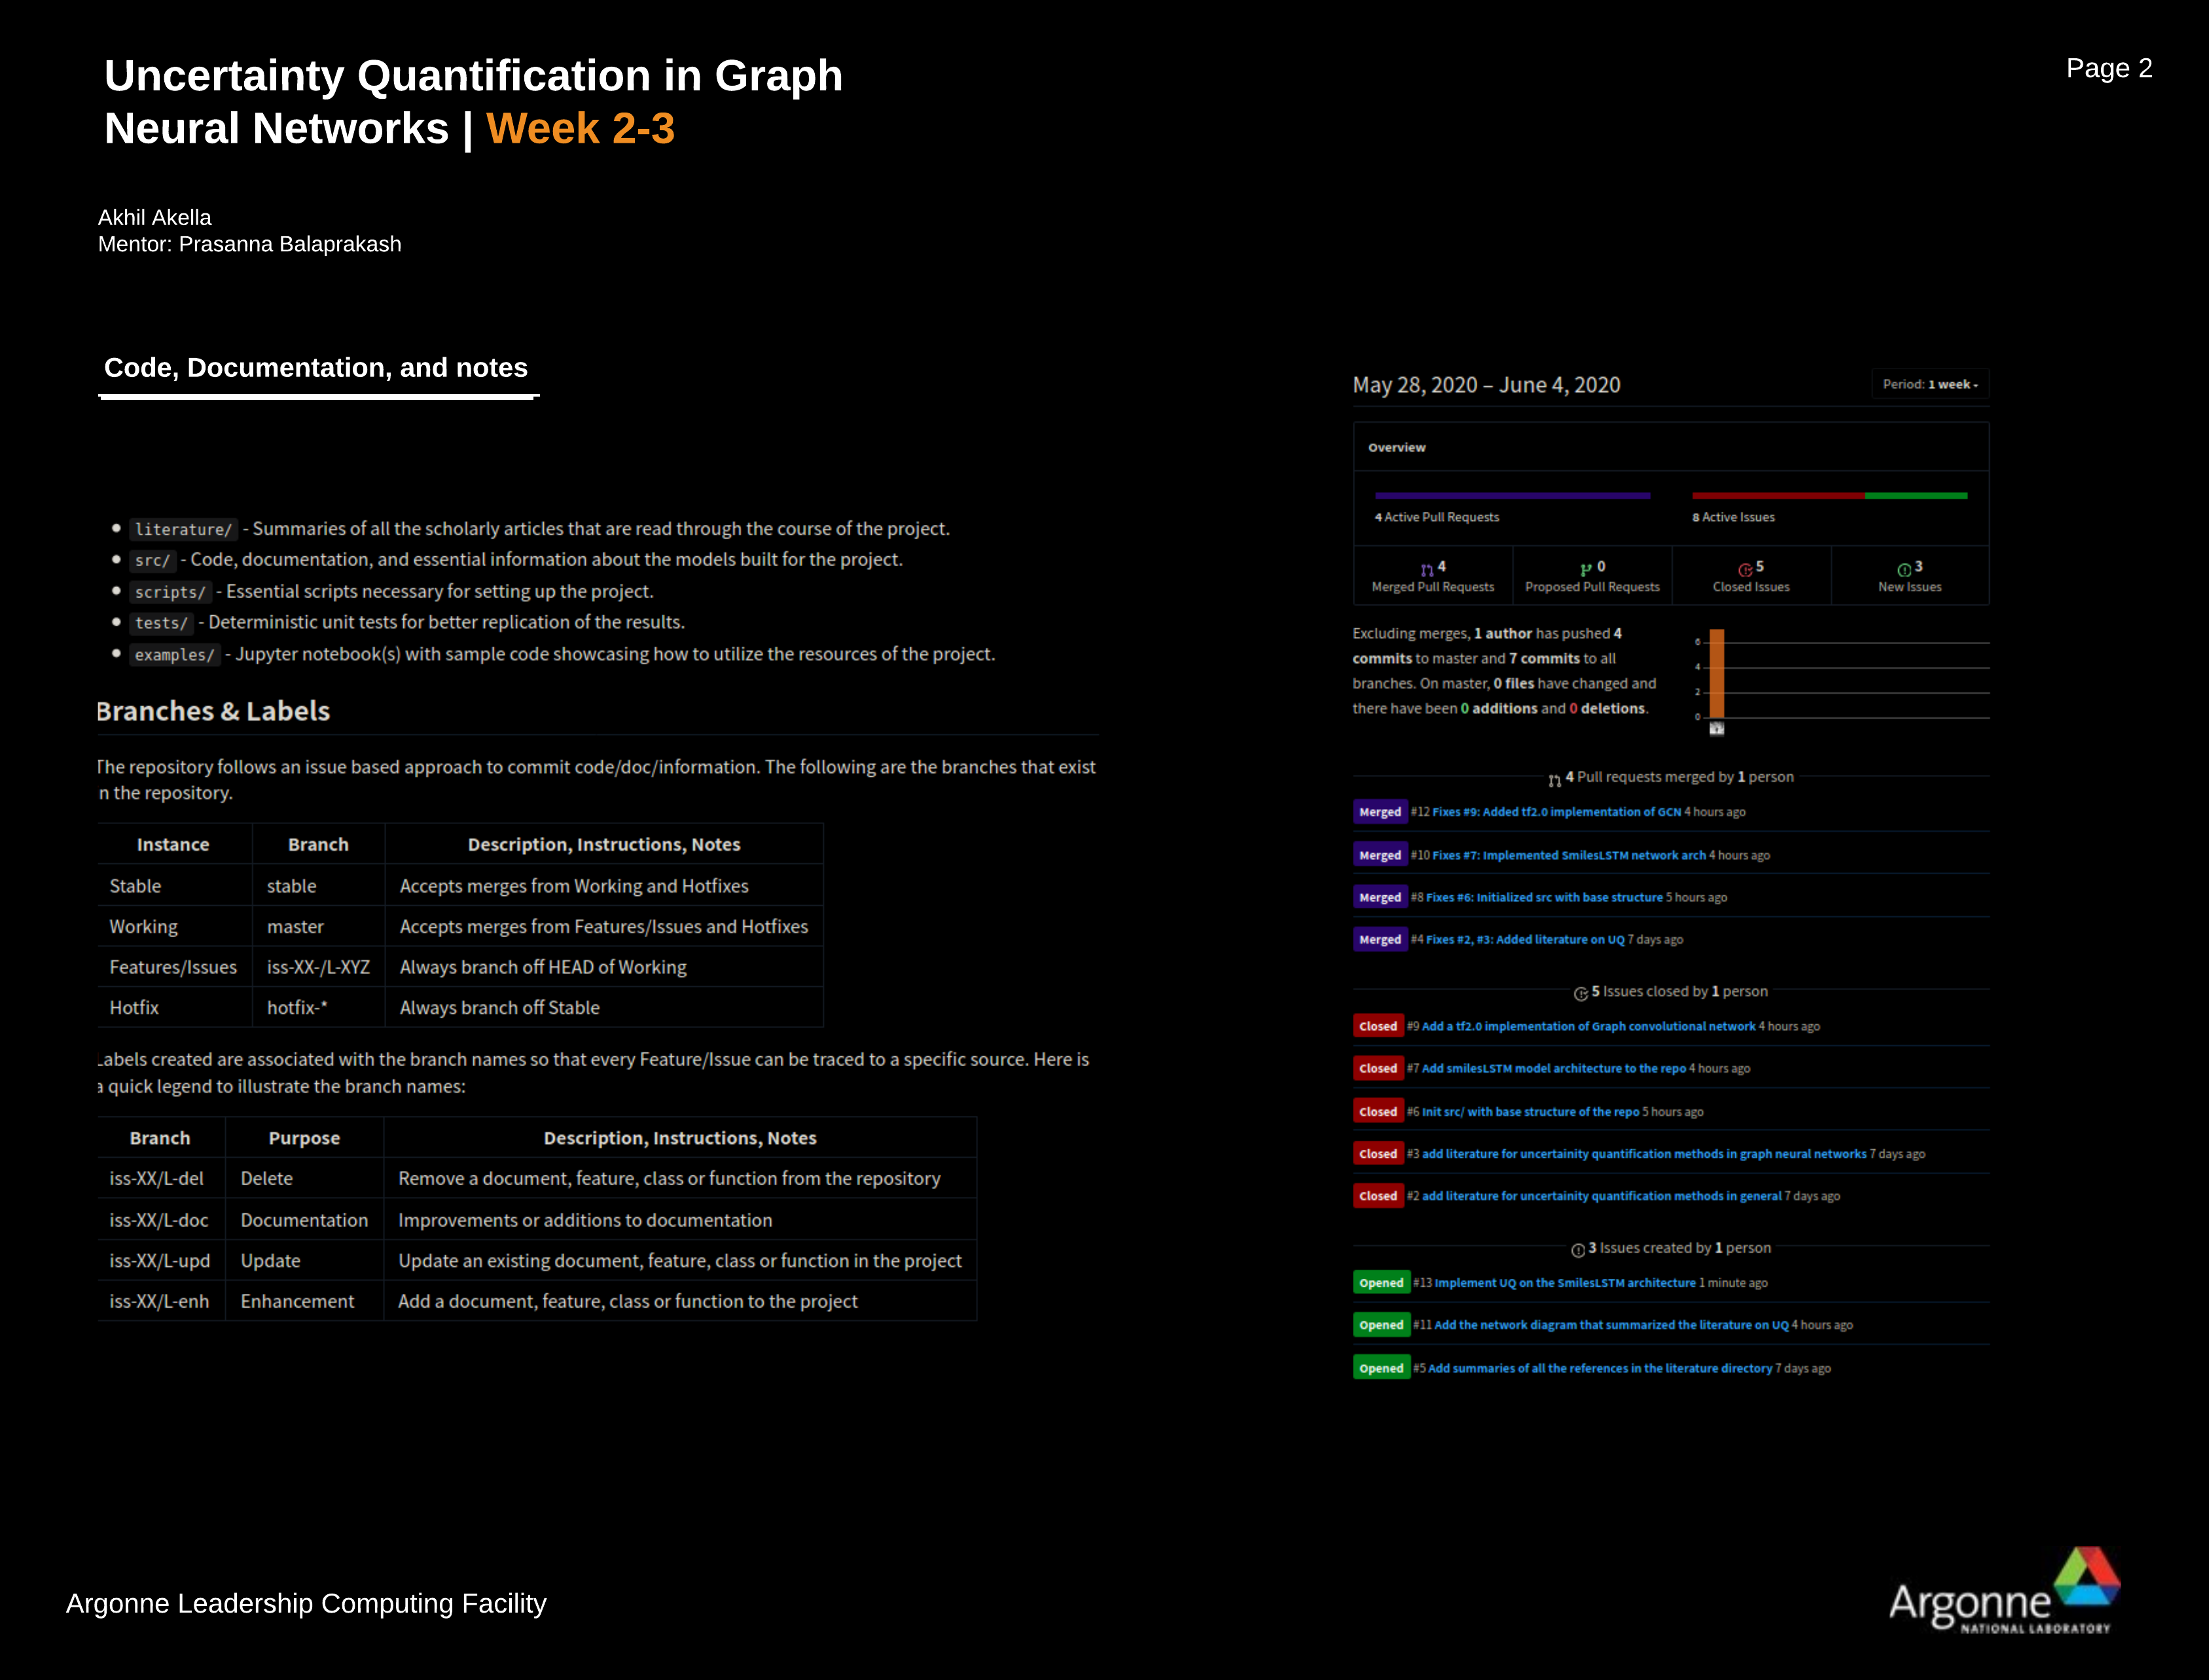 Uncertainty Quantification in Graph
Neural Networks | Week 2-3
Page 2
Akhil Akella
Mentor: Prasanna Balaprakash
Code, Documentation, and notes
literature/ - Summaries of all the scholarly articles that are read through the course of the project.
src/ - Code, documentation, and essential information about the models built for the project.
scripts/ - Essential scripts necessary for setting up the project.
tests/ - Deterministic unit tests for better replication of the results.
examples/ - Jupyter notebook(s) with sample code showcasing how to utilize the resources of the project.
Branches & Labels
The repository follows an issue based approach to commit code/doc/information. The following are the branches that exist
n the repository.
Instance Branch Description, Instructions, Notes
Stable stable Accepts merges from Working and Hotfixes
Working master Accepts merges from Features/Issues and Hotfixes
Features/Issues iss-XX-/L-XYZ Always branch off HEAD of Working
Hotfix hotfix-* Always branch off Stable
Labels created are associated with the branch names so that every Feature/Issue can be traced to a specific source. Here is
a quick legend to illustrate the branch names:
Branch Purpose Description, Instructions, Notes
iss-XX/L-del Delete Remove a document, feature, class or function from the repository
iss-XX/L-doc Documentation Improvements or additions to documentation
iss-XX/L-upd Update Update an existing document, feature, class or function in the project
iss-XX/L-enh Enhancement Add a document, feature, class or function to the project
May 28, 2020 – June 4, 2020
Period: 1 week
Overview
4 Active Pull Requests
8 Active Issues
4
Merged Pull Requests
0
Proposed Pull Requests
5
Closed Issues
3
New Issues
Excluding merges, 1 author has pushed 4
commits to master and 7 commits to all
branches. On master, 0 files have changed and
there have been 0 additions and 0 deletions.
6
4
2
0
4 Pull requests merged by 1 person
Merged #12 Fixes #9: Added tf2.0 implementation of GCN 4 hours ago
Merged #10 Fixes #7: Implemented SmilesLSTM network arch 4 hours ago
Merged #8 Fixes #6: Initialized src with base structure 5 hours ago
Merged #4 Fixes #2, #3: Added literature on UQ 7 days ago
5 Issues closed by 1 person
Closed #9 Add a tf2.0 implementation of Graph convolutional network 4 hours ago
Closed #7 Add smilesLSTM model architecture to the repo 4 hours ago
Closed #6 Init src/ with base structure of the repo 5 hours ago
Closed #3 add literature for uncertainity quantification methods in graph neural networks 7 days ago
Closed #2 add literature for uncertainity quantification methods in general 7 days ago
3 Issues created by 1 person
Opened #13 Implement UQ on the SmilesLSTM architecture 1 minute ago
Opened #11 Add the network diagram that summarized the literature on UQ 4 hours ago
Opened #5 Add summaries of all the references in the literature directory 7 days ago
Argonne Leadership Computing Facility
Argonne
NATIONAL LABORATORY